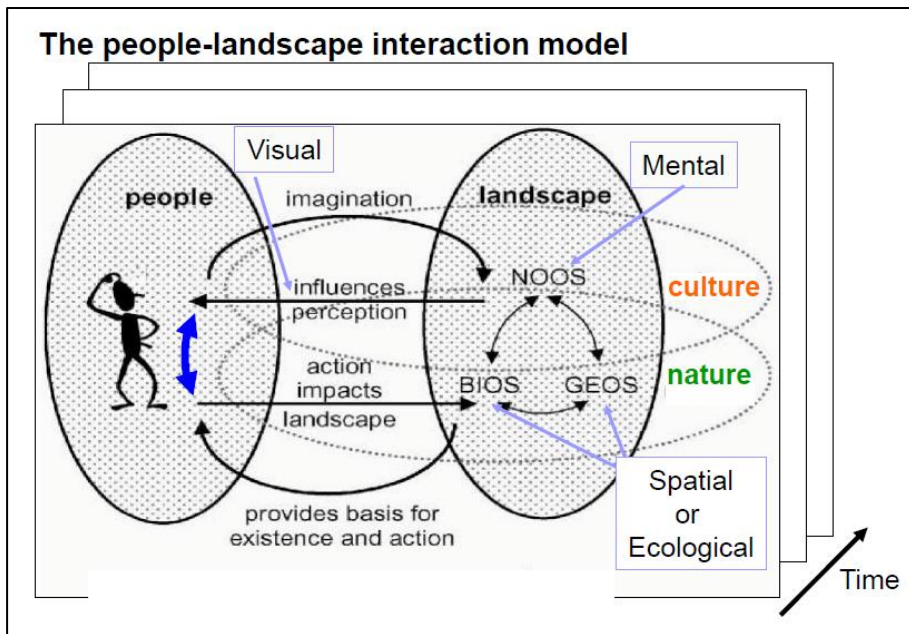 The people-landscape interaction model
Visual
Mental
people
imagination
landscape
NOOS
culture
influences
perception
nature
action
impacts
BIOS
GEOS
landscape
Spatial
or
Ecological
provides basis for
existence and action
Time